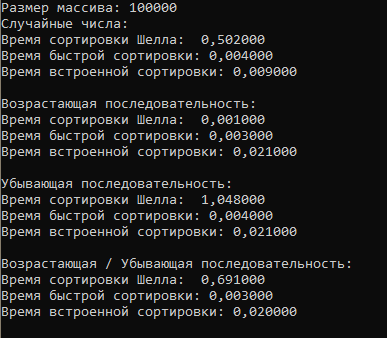 Размер массива: 100000
Случайные числа:
Время сортировки Шелла:  0,502000
Время быстрой сортировки: 0,004000
Время встроенной сортировки: 0,009000
Возрастающая последовательность:
Время сортировки Шелла:  0,001000
Время быстрой сортировки: 0,003000
Время встроенной сортировки: 0,021000
Убывающая последовательность:
Время сортировки Шелла:  1,048000
Время быстрой сортировки: 0,004000
Время встроенной сортировки: 0,021000
Возрастающая / Убывающая последовательность:
Время сортировки Шелла:  0,691000
Время быстрой сортировки: 0,003000
Время встроенной сортировки: 0,020000